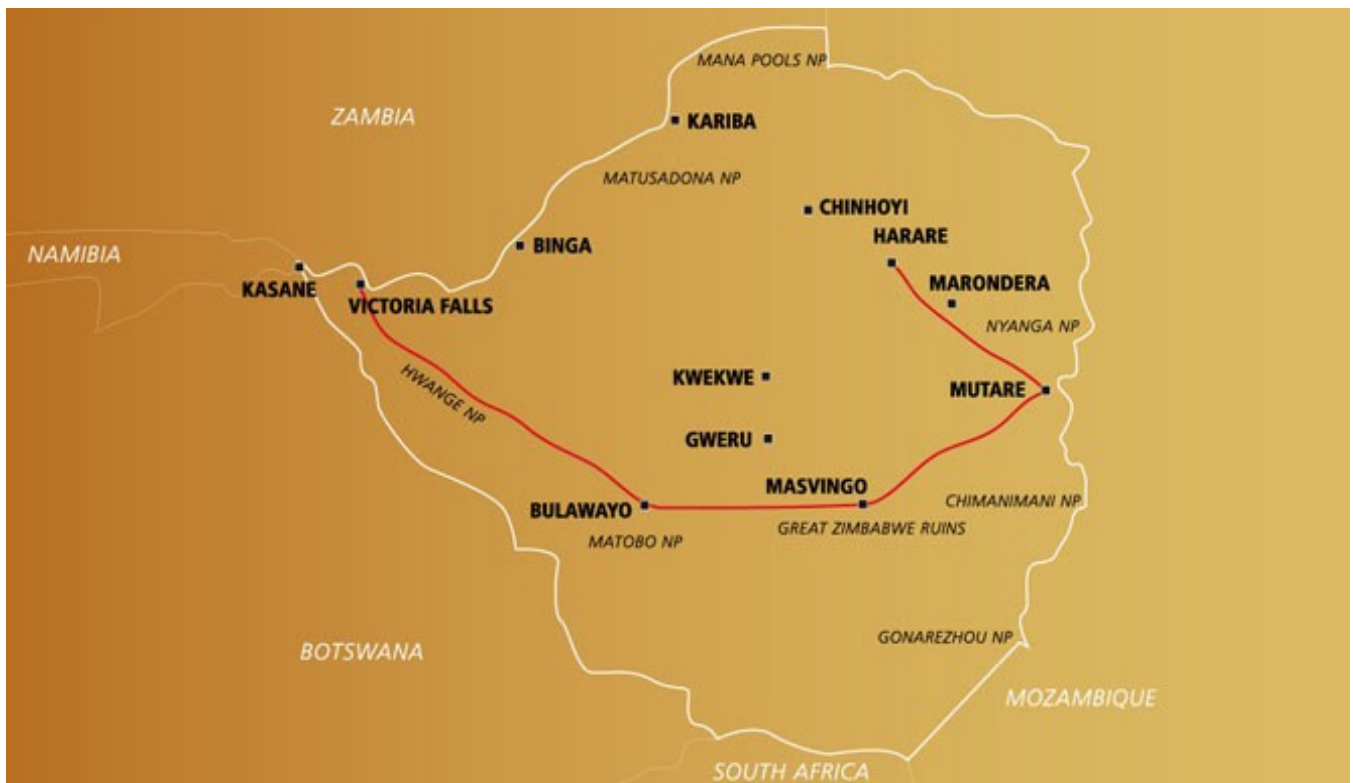 MANA POOLS NP
ZAMBIA
KARIBA
MATUSADONA NP
CHINHOYI
HARARE
BINGA
NAMIBIA
KASANE
MARONDERA
VICTORIA FALLS
NYANGA NP
HWANGE NP
KWEKWE
MUTARE
GWERU
MASVINGO
CHIMANIMANI NP
BULAWAYO
GREAT ZIMBABWE RUINS
MATOBO NP
GONAREZHOU NP
BOTSWANA
MOZAMBIQUE
SOUTH AFRICA